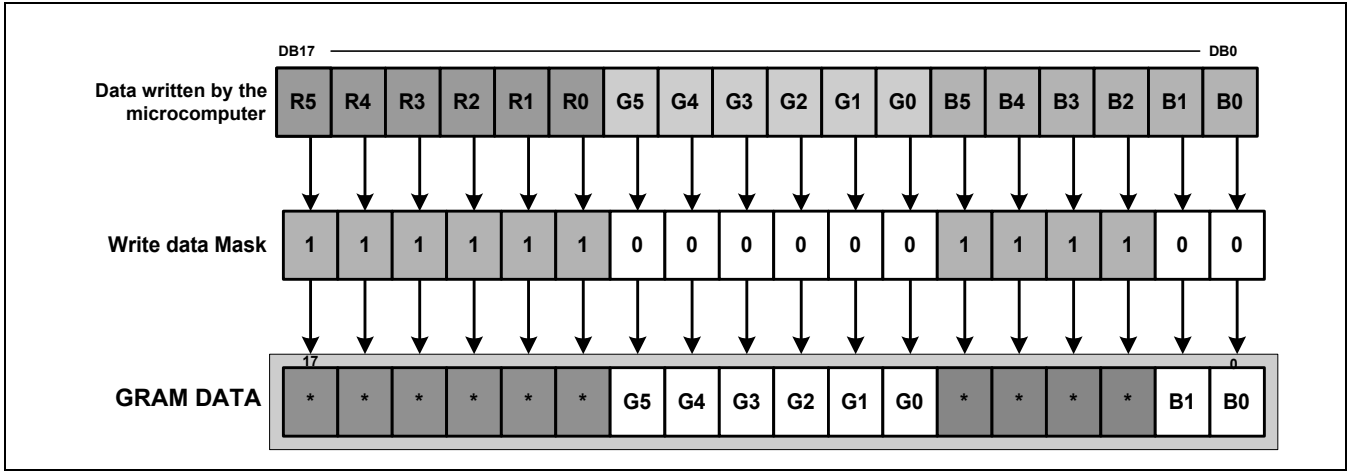 DB17 DB0
Data written by the microcomputer R5 R4 R3 R2 R1 R0 G5 G4 G3 G2 G1 G0 B5 B4 B3 B2 B1 B0
Write data Mask 1 1 1 1 1 1 0 0 0 0 0 0 1 1 1 1 0 0
17 0
GRAM DATA * * * * * * G5 G4 G3 G2 G1 G0 * * * * B1 B0